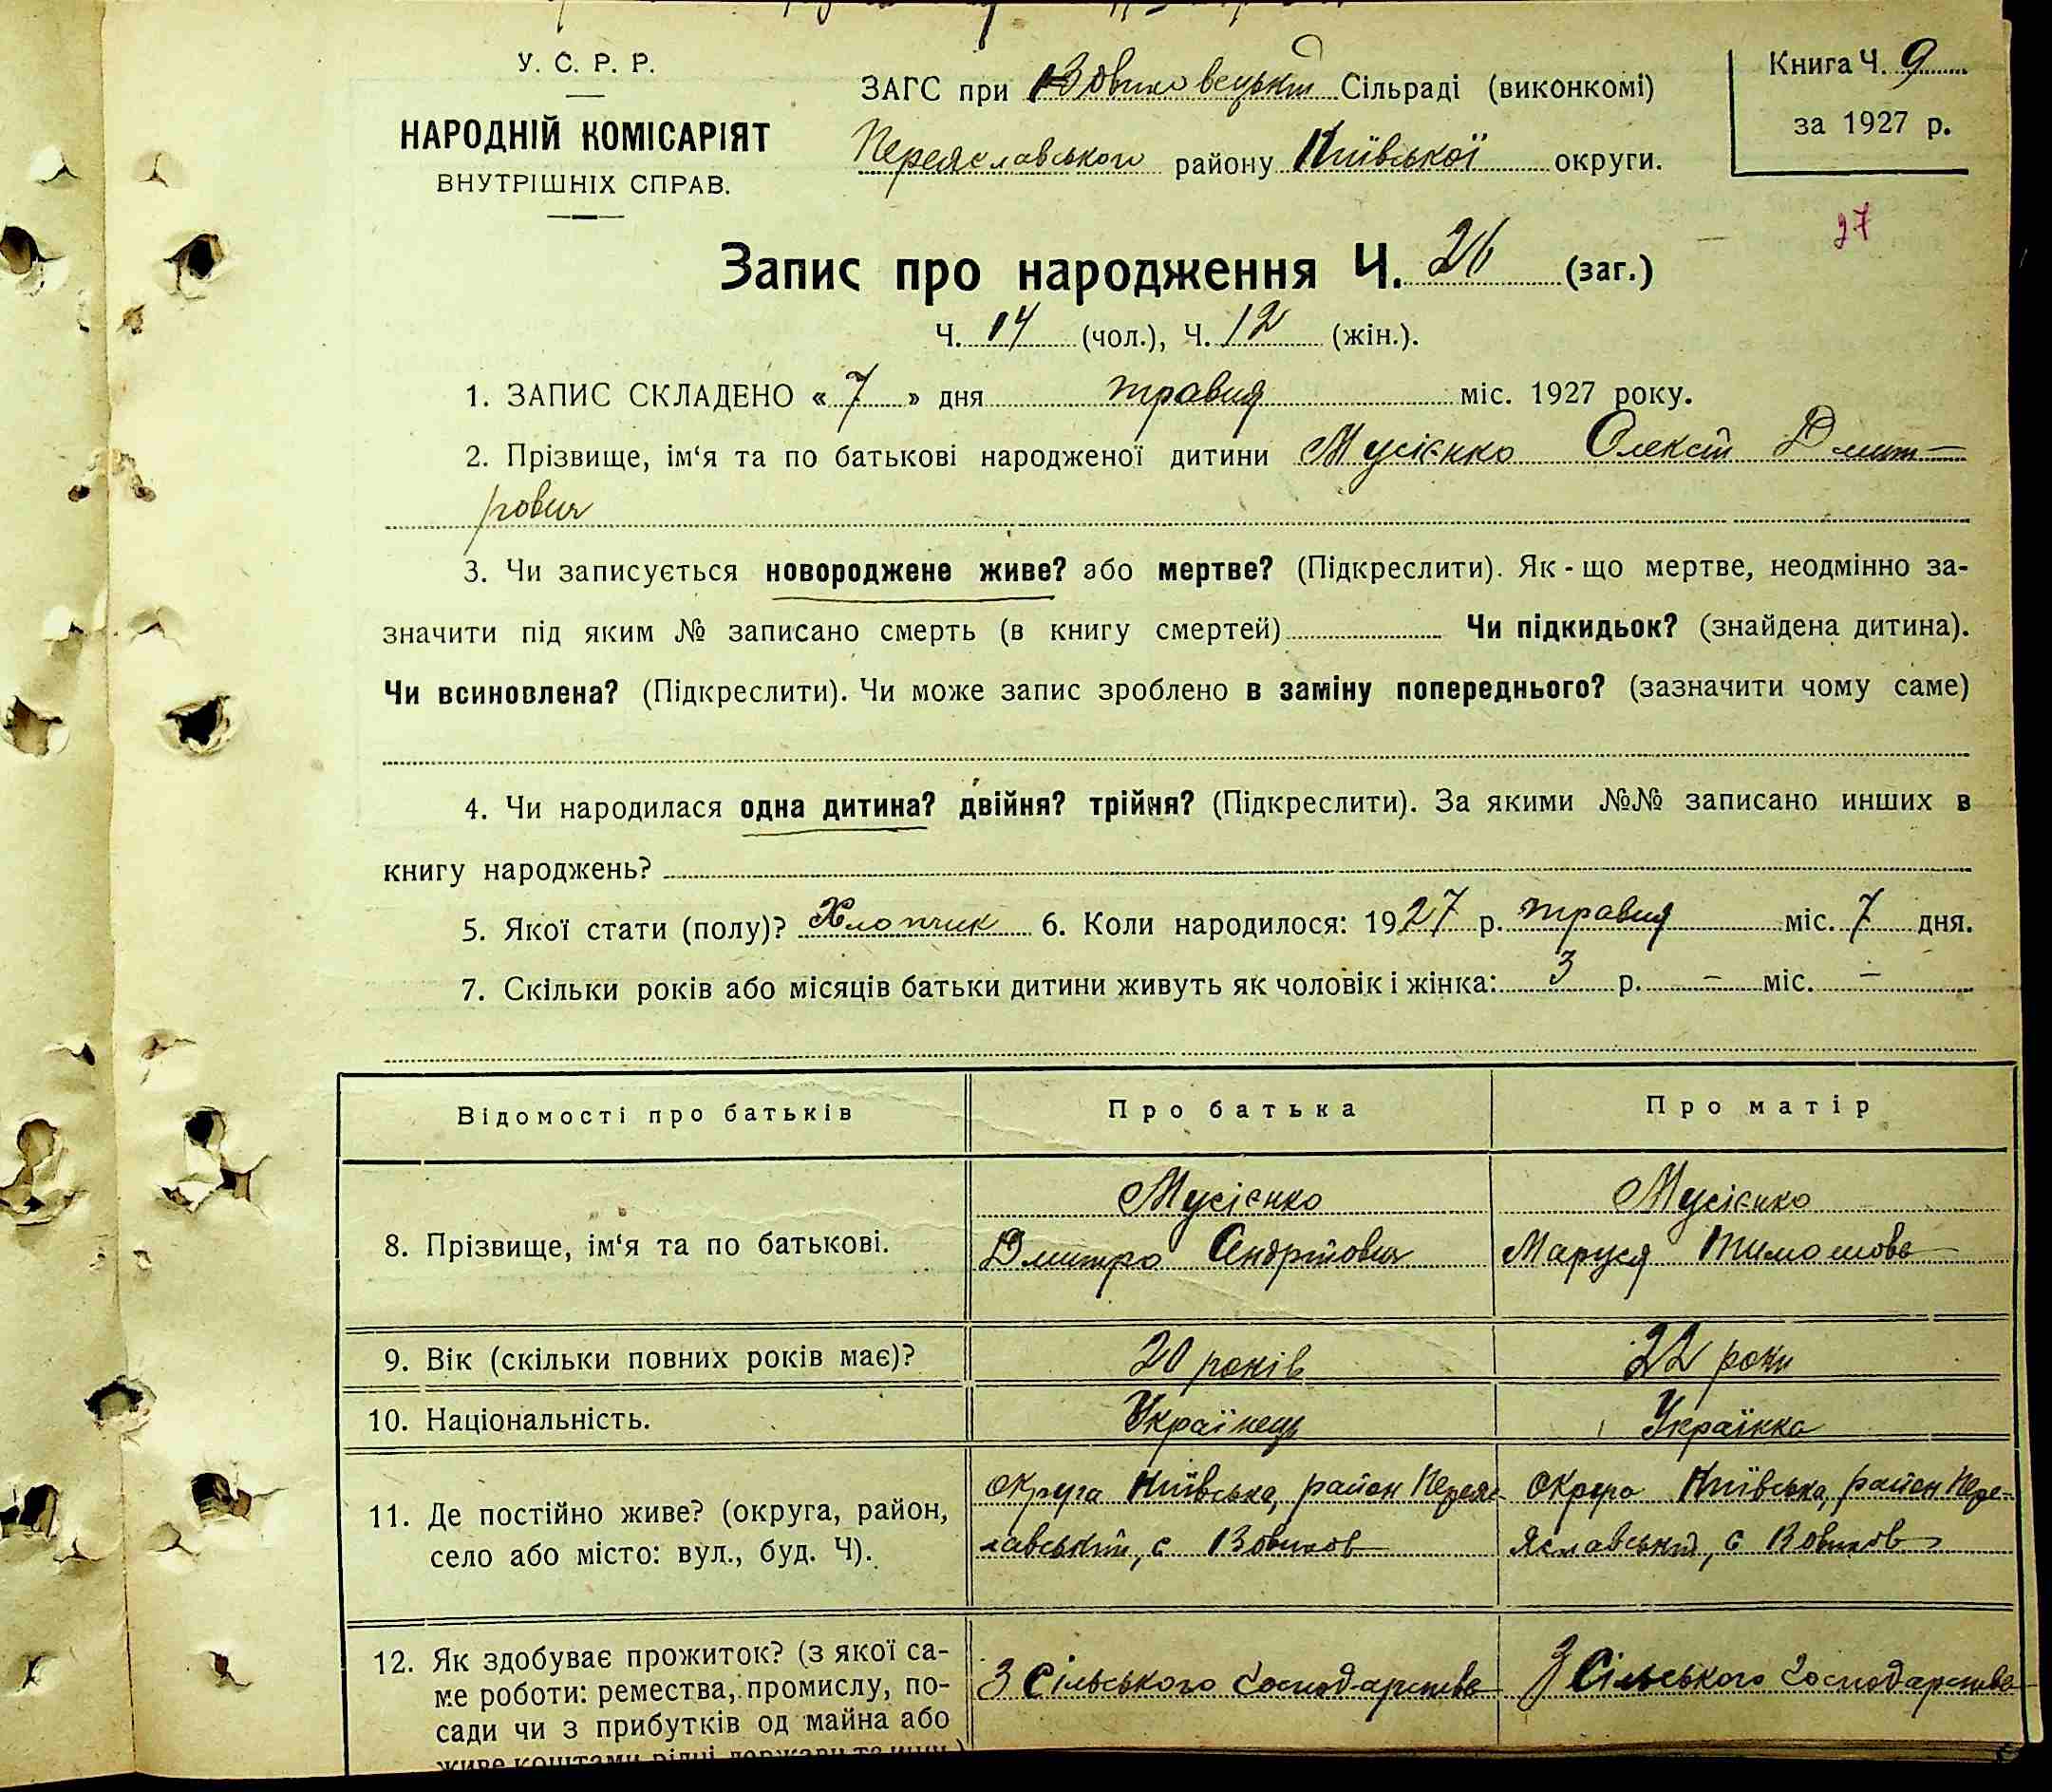 У. С. Р. Р.
НАРОДНІЙ КОМІСАРІЯТ
ВНУТРІШНІХ СПРАВ.
ЗАГС при Вовчковецькій Сільраді (виконкомі)
Переяславського району Київської округи.
Книга Ч. 9
за 1927 р.
27
Запис про народження Ч. 26 (заг.)
Ч. 14 (чол.), Ч. 12 (жін.).
1. ЗАПИС СКЛАДЕНО « 7 » дня травня міс. 1927 року.
2. Прізвище, ім‘я та по батькові народженої дитини Мусієнко Олексій Дмит-
рович
3. Чи записується новороджене живе? або мертве? (Підкреслити). Як - що мертве, неодмінно за-
значити під яким № записано смерть (в книгу смертей) Чи підкидьок? (знайдена дитина).
Чи всиновлена? (Підкреслити). Чи може запис зроблено в заміну попереднього? (зазначити чому саме)
4. Чи народилася одна дитина? двійня? трійня? (Підкреслити). За якими №№ записано инших в
книгу народжень?
5. Якої стати (полу)? Хлопчик 6. Коли народилося: 1927 р. травня міс. 7 дня.
7. Скільки років або місяців батьки дитини живуть як чоловік і жінка: 3 р. – міс. –
Відомості про батьків Про батька Про матір
8. Прізвище, ім‘я та по батькові.
Мусієнко
Дмитро Андрійович
Мусієнко
Маруся Тимошовa
9. Вік (скільки повних років має)? 20 років 22 роки
10. Національність. Українець Українка
11. Де постійно живе? (округа, район,
село або місто: вул., буд. Ч).
Округа Київська, район Переяс
лавський, с Вовчков
Округа Київська, район Пере-
яславський, с Вовчков
12. Як здобуває прожиток? (з якої са-
ме роботи: ремества, промислу, по-
сади чи з прибутків од майна або
живе коштами рідні, держави та инш.)
З Сільського Господарства
З Сільського Господарства